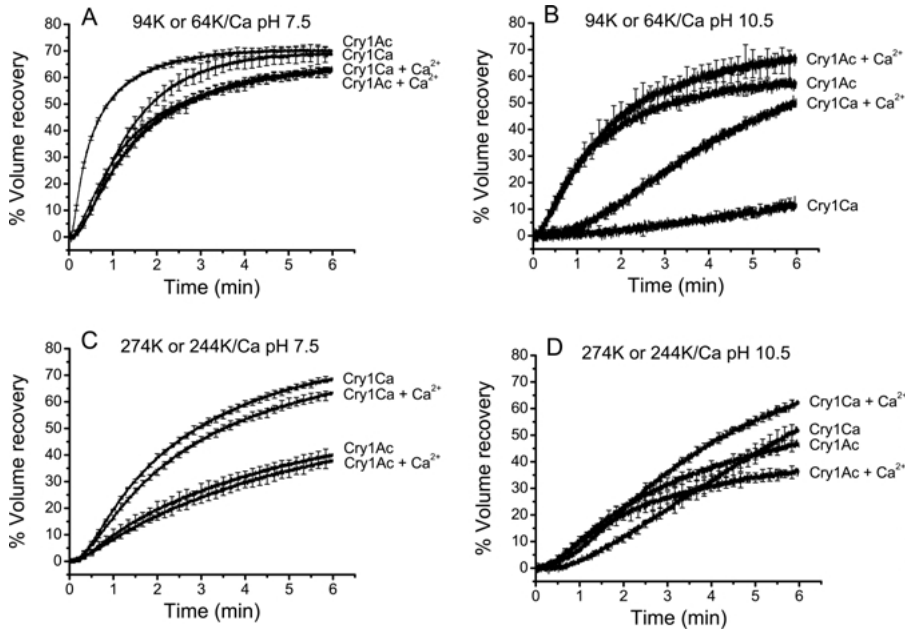 A
94K or 64K/Ca pH 7.5
% Volume recovery
80
70
60
50
40
30
20
10
0
Cry1Ac
Cry1Ca
Cry1Ca + Ca²⁺
Cry1Ac + Ca²⁺
0 1 2 3 4 5 6
Time (min)
B
94K or 64K/Ca pH 10.5
% Volume recovery
80
70
60
50
40
30
20
10
0
Cry1Ac + Ca²⁺
Cry1Ac
Cry1Ca + Ca²⁺
Cry1Ca
0 1 2 3 4 5 6
Time (min)
C
274K or 244K/Ca pH 7.5
% Volume recovery
80
70
60
50
40
30
20
10
0
Cry1Ca
Cry1Ca + Ca²⁺
Cry1Ac
Cry1Ac + Ca²⁺
0 1 2 3 4 5 6
Time (min)
D
274K or 244K/Ca pH 10.5
% Volume recovery
80
70
60
50
40
30
20
10
0
Cry1Ca + Ca²⁺
Cry1Ca
Cry1Ac
Cry1Ac + Ca²⁺
0 1 2 3 4 5 6
Time (min)